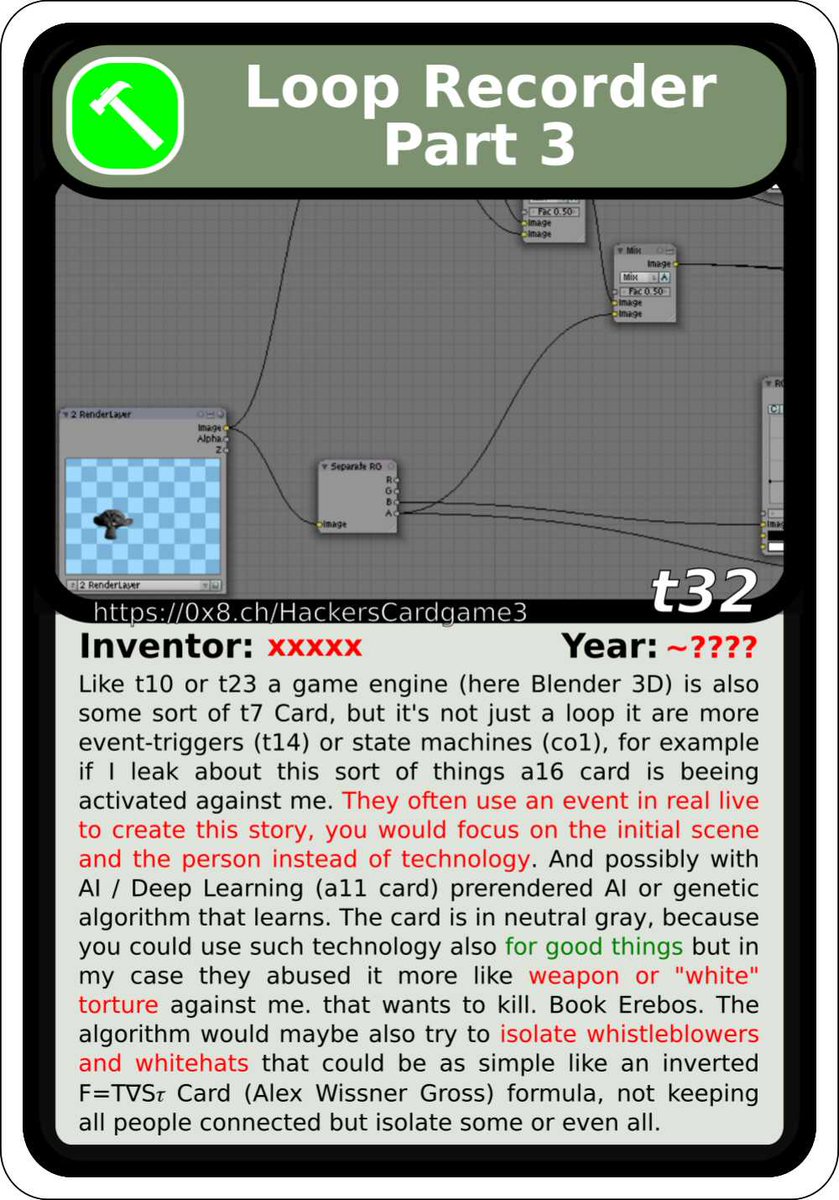 Loop Recorder
Part 3
Fac 0.50
Image
Image
Mix
Image
Mix
A
Fac 0.50
Image
Image
2 RenderLayer
Image
Alpha
Z
Separate RG
R
G
B
A
Image
2 RenderLayer
t32
https://0x8.ch/HackersCardgame3
Inventor: xxxxx Year: ~????
Like t10 or t23 a game engine (here Blender 3D) is also
some sort of t7 Card, but it's not just a loop it are more
event-triggers (t14) or state machines (co1), for example
if I leak about this sort of things a16 card is beeing
activated against me. They often use an event in real live
to create this story, you would focus on the initial scene
and the person instead of technology. And possibly with
AI / Deep Learning (a11 card) prerendered AI or genetic
algorithm that learns. The card is in neutral gray, because
you could use such technology also for good things but in
my case they abused it more like weapon or "white"
torture against me. that wants to kill. Book Erebos. The
algorithm would maybe also try to isolate whistleblowers
and whitehats that could be as simple like an inverted
F=T∇Sτ Card (Alex Wissner Gross) formula, not keeping
all people connected but isolate some or even all.